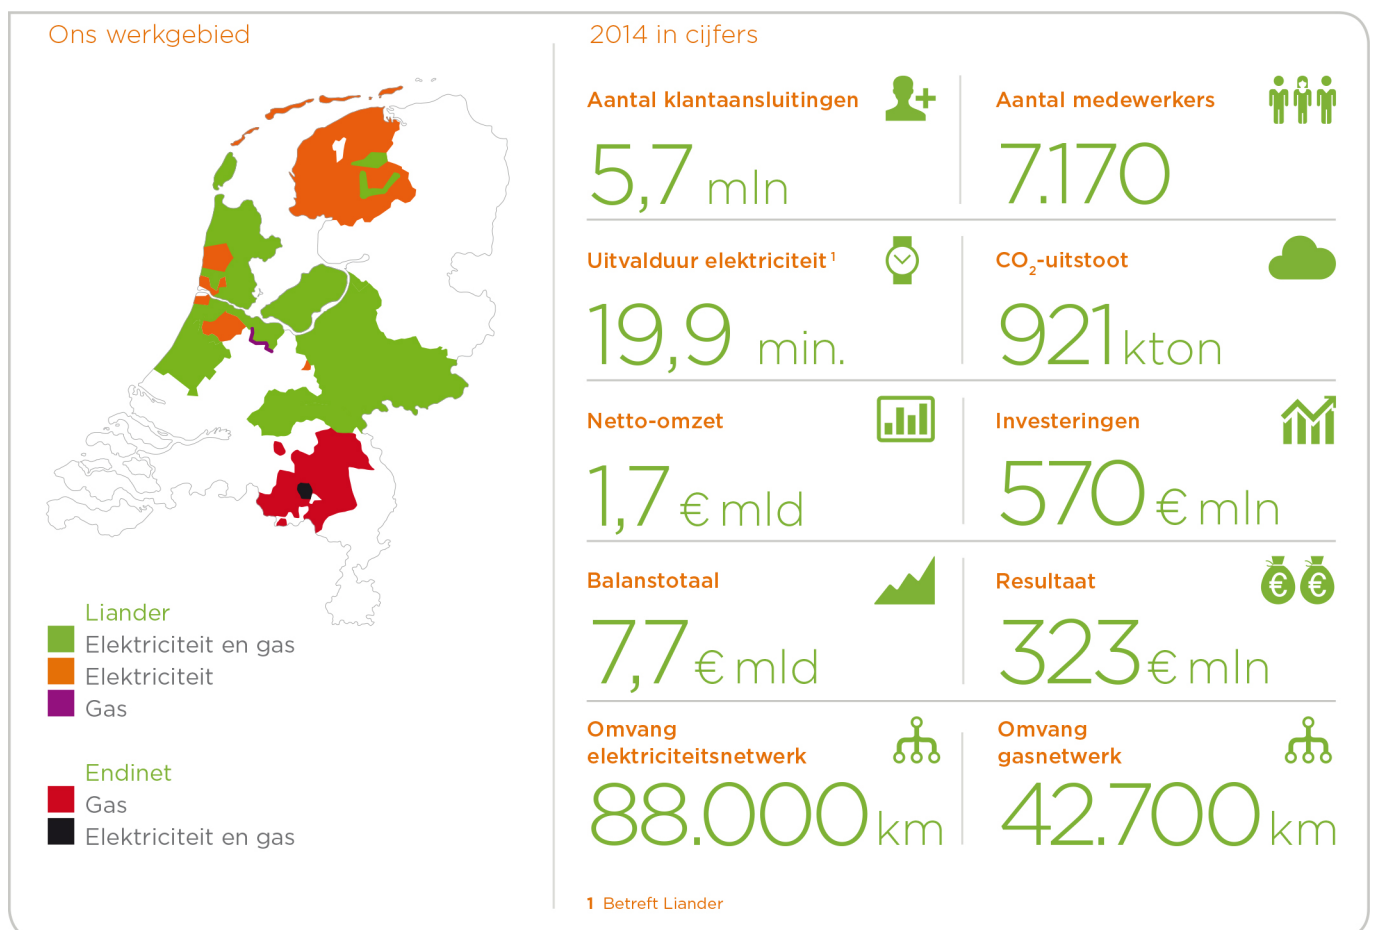 Ons werkgebied
Liander
Elektriciteit en gas
Elektriciteit
Gas
Endinet
Gas
Elektriciteit en gas
2014 in cijfers
Aantal klantaansluitingen
5,7 mln
Aantal medewerkers
7.170
Uitvalduur elektriciteit¹
19,9 min.
CO₂-uitstoot
921 kton
Netto-omzet
1,7 € mld
Investeringen
570 € mln
Balanstotaal
7,7 € mld
Resultaat
€ €
323 € mln
Omvang
elektriciteitsnetwerk
88.000 km
Omvang
gasnetwerk
42.700 km
1 Betreft Liander